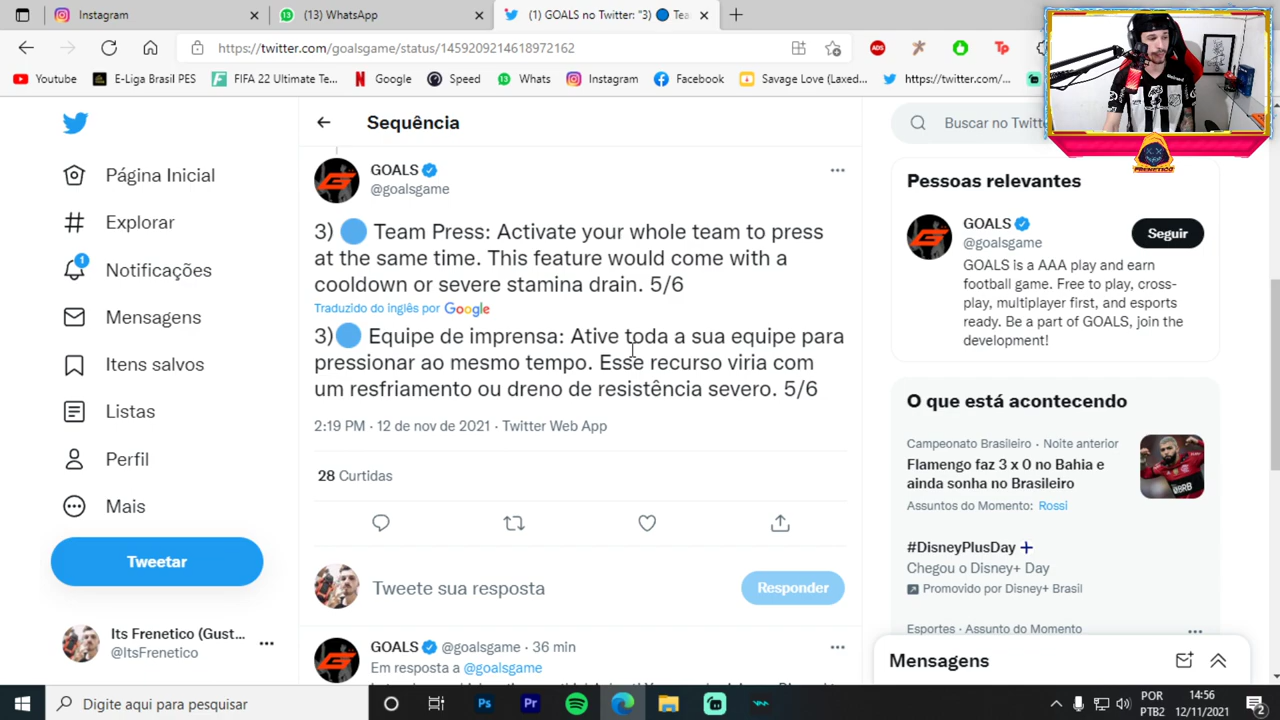 Instagram
(13) WhatsApp
(1) GOALS no Twitter: "3) 🔵 Tea
https://twitter.com/goalsgame/status/1459209214618972162
ABP
Tp
Youtube
E-Liga Brasil PES
FIFA 22 Ultimate Te...
Google
Speed
Whats
Instagram
Facebook
Savage Love (Laxed...
https://twitter.com/...
PRENETICO
Sequência
Buscar no Twitt
Página Inicial
Explorar
1
Notificações
Mensagens
Itens salvos
Listas
Perfil
Mais
Tweetar
Its Frenetico (Gust...
@ItsFrenetico
GOALS
@goalsgame
3) 🔵 Team Press: Activate your whole team to press
at the same time. This feature would come with a
cooldown or severe stamina drain. 5/6
Traduzido do inglês por Google
3)🔵 Equipe de imprensa: Ative toda a sua equipe para
pressionar ao mesmo tempo. Esse recurso viria com
um resfriamento ou dreno de resistência severo. 5/6
2:19 PM · 12 de nov de 2021 · Twitter Web App
28 Curtidas
Tweete sua resposta
Responder
GOALS @goalsgame · 36 min
Em resposta a @goalsgame
Pessoas relevantes
GOALS
@goalsgame
Seguir
GOALS is a AAA play and earn
football game. Free to play, cross-
play, multiplayer first, and esports
ready. Be a part of GOALS, join the
development!
O que está acontecendo
Campeonato Brasileiro · Noite anterior
Flamengo faz 3 x 0 no Bahia e
ainda sonha no Brasileiro
Assuntos do Momento: Rossi
#DisneyPlusDay
Chegou o Disney+ Day
Promovido por Disney+ Brasil
Esportes · Assunto do Momento
Mensagens
Digite aqui para pesquisar
Ps
Pr
POR
PTB2
14:56
12/11/2021
2